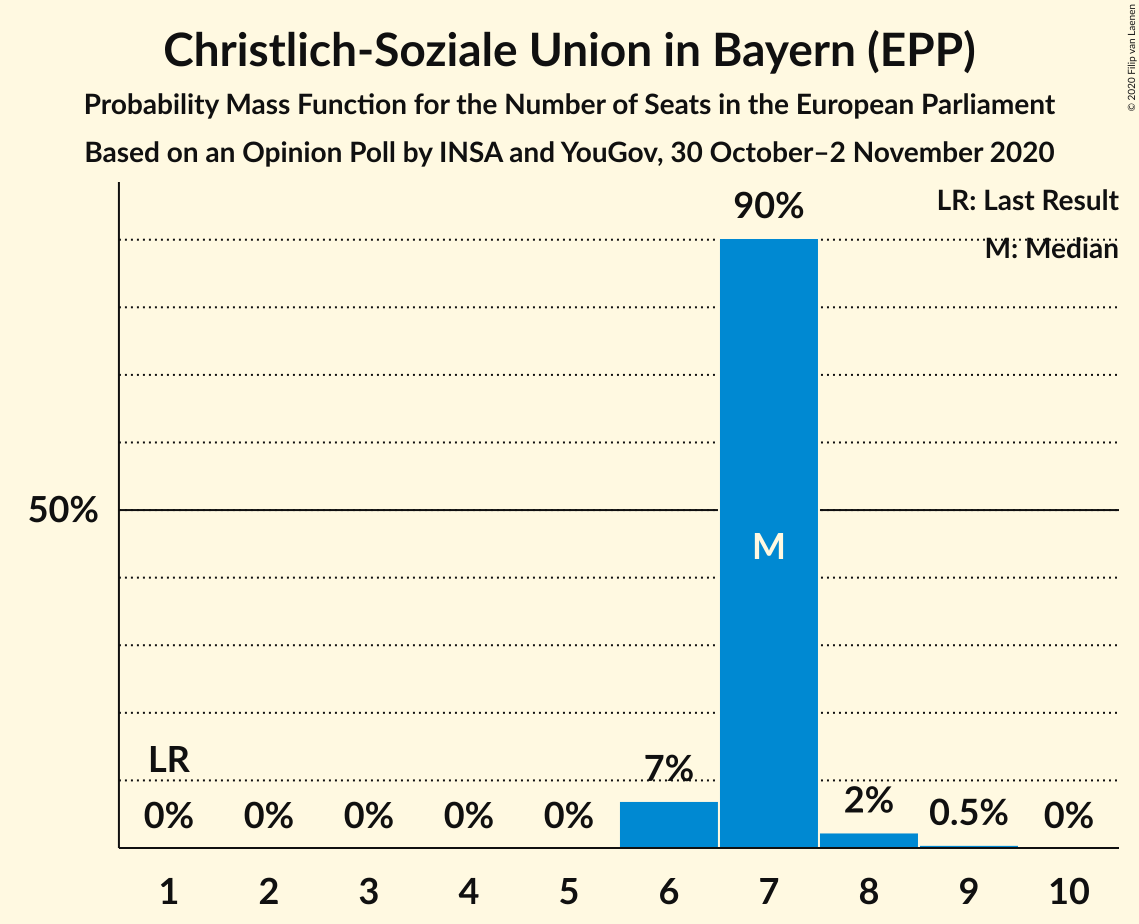 Christlich-Soziale Union in Bayern (EPP)
Probability Mass Function for the Number of Seats in the European Parliament
Based on an Opinion Poll by INSA and YouGov, 30 October–2 November 2020
© 2020 Filip van Laenen
LR: Last Result
M: Median
90%
50%
M
LR
0% 0% 0% 0% 0% 7% 2% 0.5% 0%
1 2 3 4 5 6 7 8 9 10